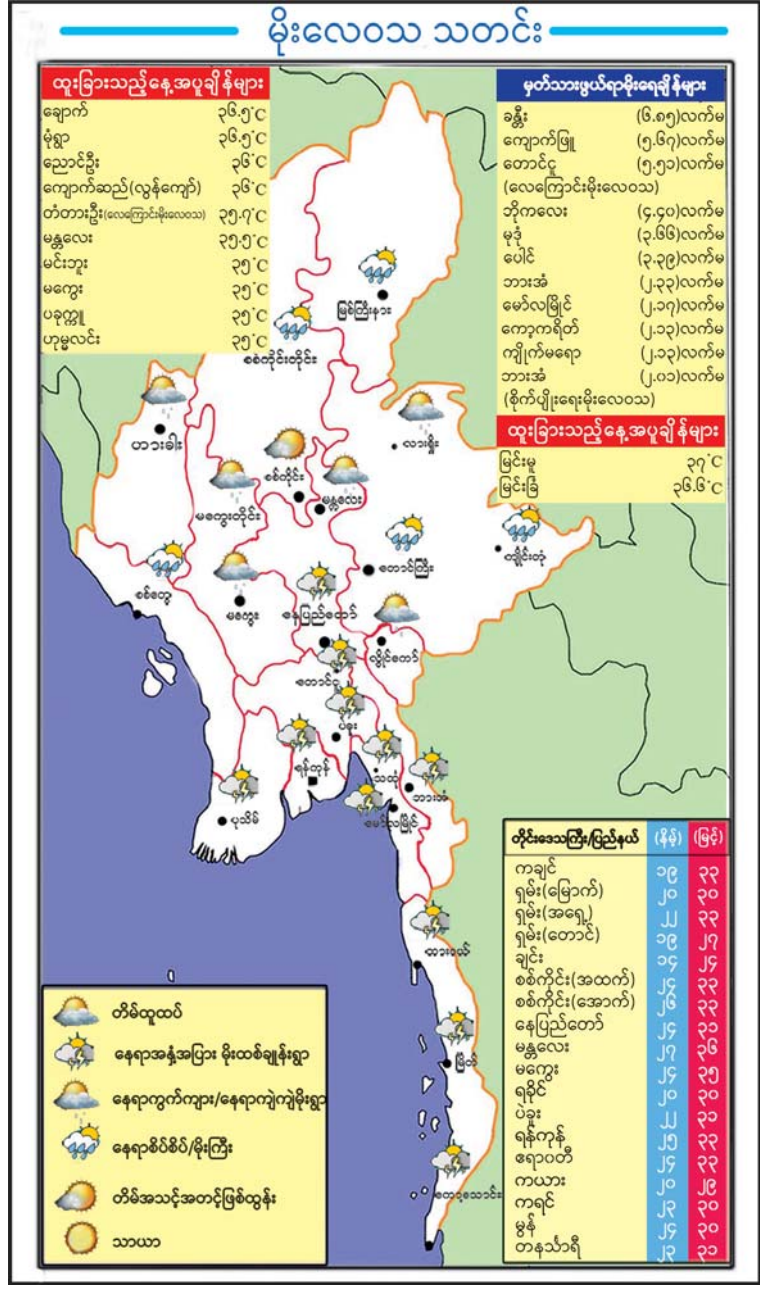 မိုးလေဝသ သတင်း
ထူးခြားသည့်နေ့အပူချိန်များ
ချောက် ၃၆.၅°C
မုံရွာ ၃၆.၅°C
ညောင်ဦး ၃၆°C
ကျောက်ဆည်(လွန်ကျော်) ၃၆°C
တံတားဦး(လေကြောင်းမိုးလေဝသ) ၃၅.၇°C
မန္တလေး ၃၅.၅°C
မင်းဘူး ၃၅°C
မကွေး ၃၅°C
ပခုက္ကူ ၃၅°C
ဟုမ္မလင်း ၃၅°C
မှတ်သားဖွယ်ရာမိုးရေချိန်များ
ခန္တီး (၆.၈၅)လက်မ
ကျောက်ဖြူ (၅.၆၇)လက်မ
တောင်ငူ (၅.၅၁)လက်မ
(လေကြောင်းမိုးလေဝသ)
ဘိုကလေး (၄.၄၀)လက်မ
မုဒုံ (၃.၆၆)လက်မ
ပေါင် (၃.၃၉)လက်မ
ဘားအံ (၂.၃၃)လက်မ
မော်လမြိုင် (၂.၁၇)လက်မ
ကော့ကရိတ် (၂.၁၃)လက်မ
ကျိုက်မရော (၂.၁၃)လက်မ
ဘားအံ (၂.၀၁)လက်မ
(စိုက်ပျိုးရေးမိုးလေဝသ)
ထူးခြားသည့်နေ့အပူချိန်များ
မြင်းမူ ၃၇°C
မြင်းခြံ ၃၆.၆°C
မြစ်ကြီးနား
စစ်ကိုင်းတိုင်း
ဟားခါး
လားရှိုး
စစ်ကိုင်း
မန္တလေး
မကွေးတိုင်း
ကျိုင်းတုံ
တောင်ကြီး
စစ်တွေ
မကွေး
နေပြည်တော်
လွိုင်ကော်
တောင်ငူ
ပဲခူး
ရန်ကုန်
သထုံ
ဘားအံ
ပုသိမ်
မော်လမြိုင်
ထားဝယ်
မြိတ်
ကော့သောင်း
တိမ်ထူထပ်
နေရာအနှံ့အပြား မိုးထစ်ချုန်းရွာ
နေရာကွက်ကျား/နေရာကျဲကျဲမိုးရွာ
နေရာစိပ်စိပ်/မိုးကြီး
တိမ်အသင့်အတင့်ဖြစ်ထွန်း
သာယာ
တိုင်းဒေသကြီး/ပြည်နယ် (နိမ့်) (မြင့်)
ကချင် ၁၉ ၃၃
ရှမ်း(မြောက်) ၂၀ ၃၀
ရှမ်း(အရှေ့) ၂၂ ၃၃
ရှမ်း(တောင်) ၁၉ ၂၇
ချင်း ၁၄ ၂၄
စစ်ကိုင်း(အထက်) ၂၄ ၃၃
စစ်ကိုင်း(အောက်) ၂၆ ၃၃
နေပြည်တော် ၂၄ ၃၁
မန္တလေး ၂၇ ၃၆
မကွေး ၂၄ ၃၅
ရခိုင် ၂၀ ၃၀
ပဲခူး ၂၂ ၃၁
ရန်ကုန် ၂၅ ၃၃
ဧရာဝတီ ၂၄ ၃၃
ကယား ၂၀ ၂၉
ကရင် ၂၃ ၃၀
မွန် ၂၄ ၃၀
တနင်္သာရီ ၂၃ ၃၁